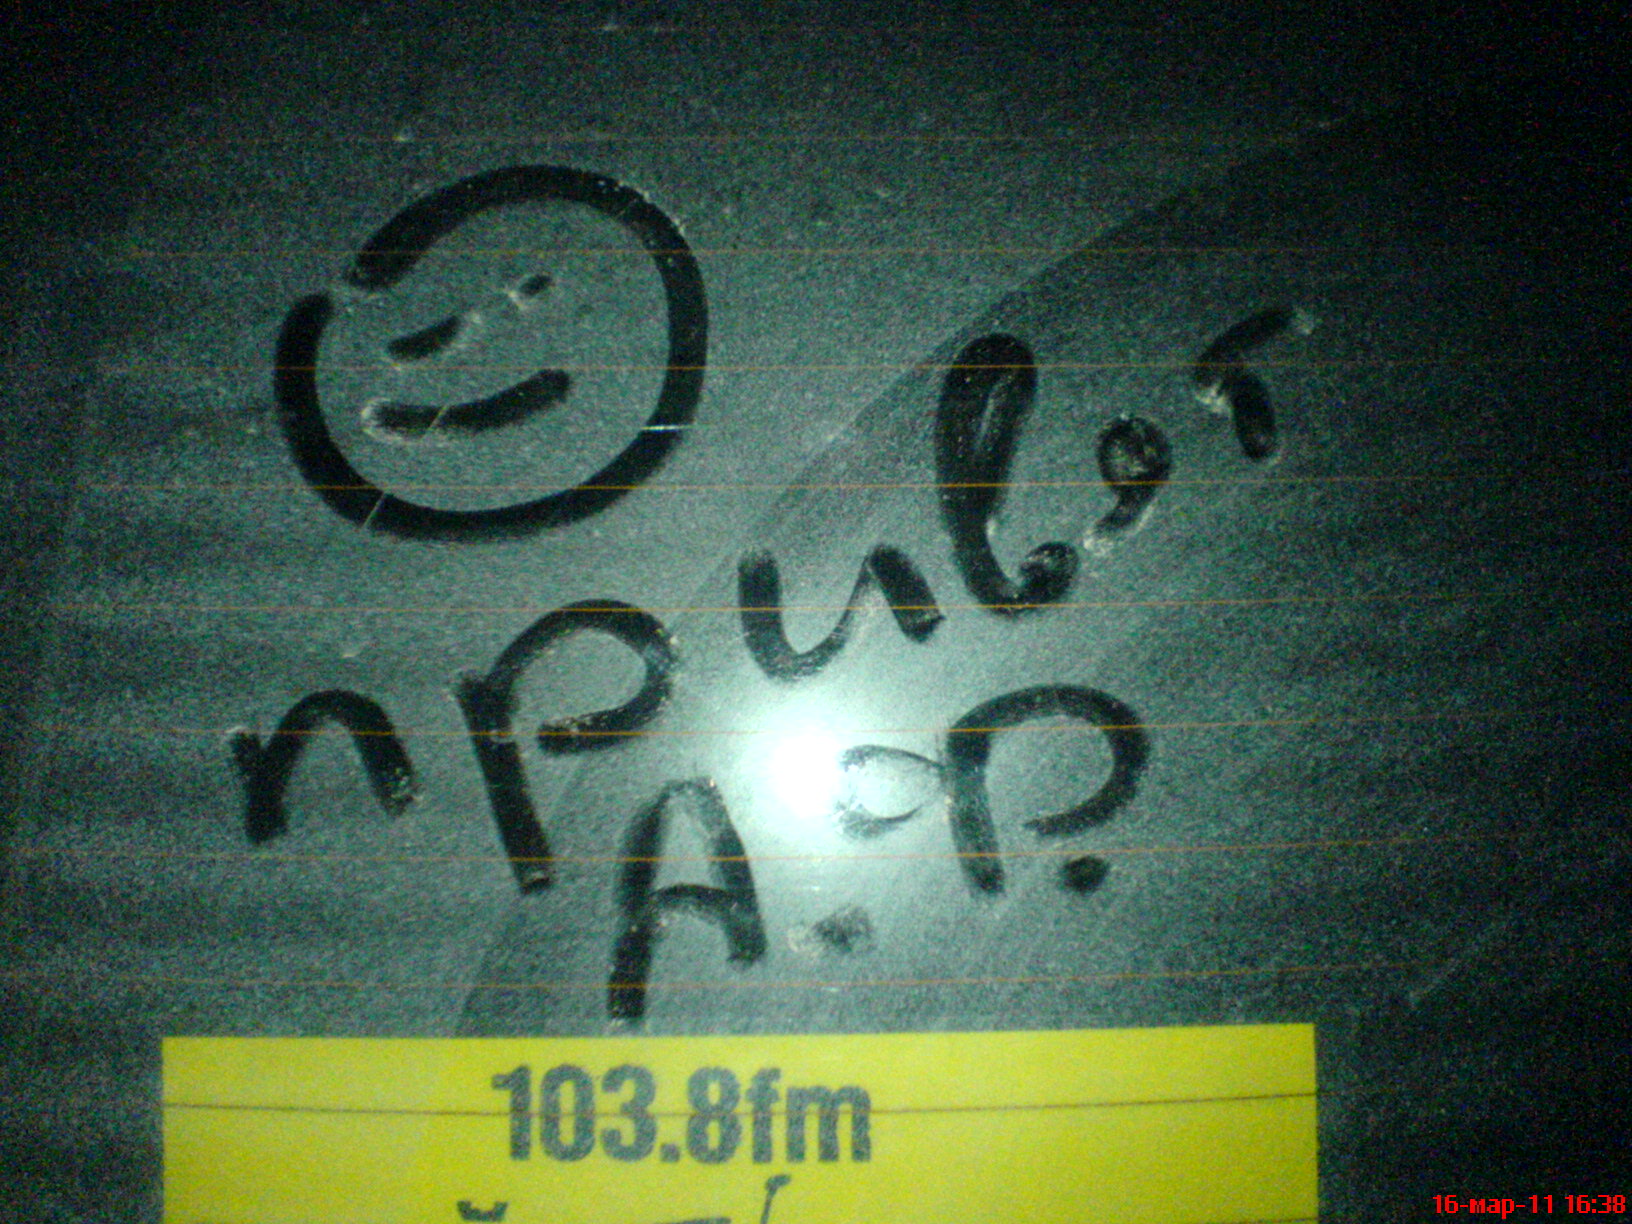 привет
А. Ф.
103.8fm
16-мар-11 16:38